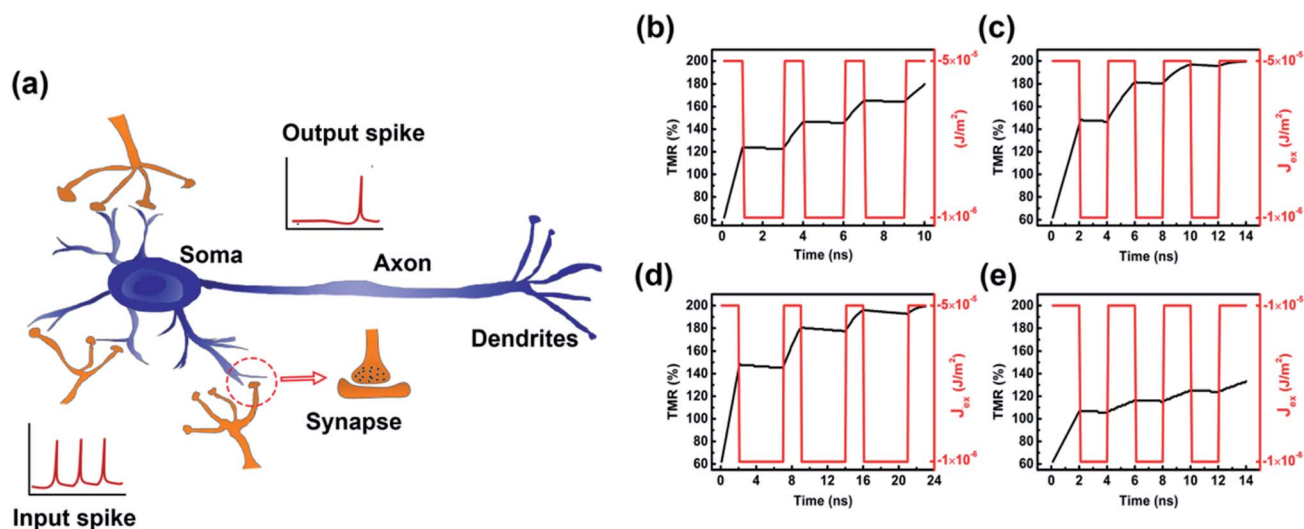 (a)
Output spike
Soma
Axon
Dendrites
Synapse
Input spike
(b)
TMR (%)
200
180
160
140
120
100
80
60
0 2 4 6 8 10
Time (ns)
-5×10⁻⁵
(J/m²)
-1×10⁻⁶
(c)
TMR (%)
200
180
160
140
120
100
80
60
0 2 4 6 8 10 12 14
Time (ns)
-5×10⁻⁵
Jex (J/m²)
-1×10⁻⁶
(d)
TMR (%)
200
180
160
140
120
100
80
60
0 4 8 12 16 20 24
Time (ns)
-5×10⁻⁵
Jex (J/m²)
-1×10⁻⁶
(e)
TMR (%)
200
180
160
140
120
100
80
60
0 2 4 6 8 10 12 14
Time (ns)
-1×10⁻⁵
Jex (J/m²)
-1×10⁻⁶